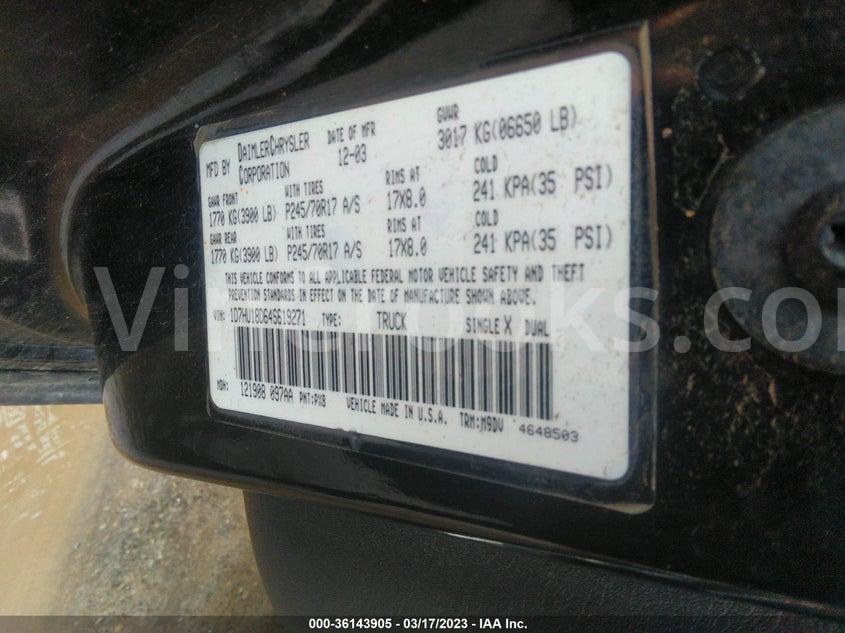 MFD BY DAIMLERCHRYSLER CORPORATION DATE OF MFR 12-03 GVWR 3017 KG(06650 LB)
GAWR FRONT WITH TIRES RIMS AT COLD
1770 KG(3900 LB) P245/70R17 A/S 17X8.0 241 KPA(35 PSI)
GAWR REAR WITH TIRES RIMS AT COLD
1770 KG(3900 LB) P245/70R17 A/S 17X8.0 241 KPA(35 PSI)
THIS VEHICLE CONFORMS TO ALL APPLICABLE FEDERAL MOTOR VEHICLE SAFETY AND THEFT
PREVENTION STANDARDS IN EFFECT ON THE DATE OF MANUFACTURE SHOWN ABOVE.
VIN: 1D7HU18D64S619271 TYPE: TRUCK SINGLE X DUAL
MDH: 121908 097AA PNT:PX8 VEHICLE MADE IN U.S.A. TRM:M9DV 4648503
000-36143905 - 03/17/2023 - IAA Inc.